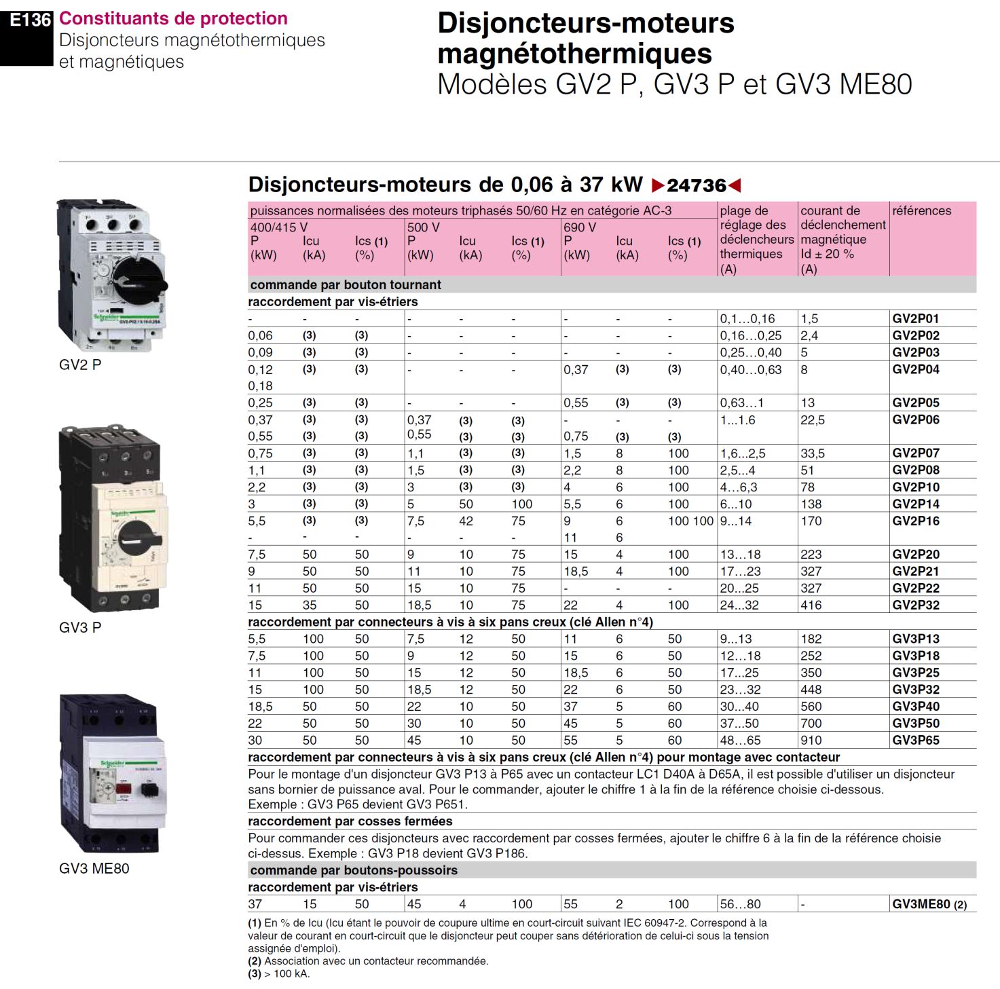 E136 Constituants de protection
Disjoncteurs magnétothermiques
et magnétiques
Disjoncteurs-moteurs
magnétothermiques
Modèles GV2 P, GV3 P et GV3 ME80
Disjoncteurs-moteurs de 0,06 à 37 kW ▶24736◀
puissances normalisées des moteurs triphasés 50/60 Hz en catégorie AC-3 plage de réglage des déclencheurs thermiques (A) courant de déclenchement magnétique Id ± 20 % (A) références
400/415 V 500 V 690 V
P Icu Ics (1) P Icu Ics (1) P Icu Ics (1)
(kW) (kA) (%) (kW) (kA) (%) (kW) (kA) (%)
commande par bouton tournant
raccordement par vis-étriers
- - - - - - - - - 0,1…0,16 1,5 GV2P01
0,06 (3) (3) - - - - - - 0,16…0,25 2,4 GV2P02
0,09 (3) (3) - - - - - - 0,25…0,40 5 GV2P03
0,12 (3) (3) - - - 0,37 (3) (3) 0,40…0,63 8 GV2P04
0,18
0,25 (3) (3) - - - 0,55 (3) (3) 0,63…1 13 GV2P05
0,37 (3) (3) 0,37 (3) (3) - - - 1...1.6 22,5 GV2P06
0,55 (3) (3) 0,55 (3) (3) 0,75 (3) (3)
0,75 (3) (3) 1,1 (3) (3) 1,5 8 100 1,6...2,5 33,5 GV2P07
1,1 (3) (3) 1,5 (3) (3) 2,2 8 100 2,5...4 51 GV2P08
2,2 (3) (3) 3 (3) (3) 4 6 100 4…6,3 78 GV2P10
3 (3) (3) 5 50 100 5,5 6 100 6...10 138 GV2P14
5,5 (3) (3) 7,5 42 75 9 6 100 100 9...14 170 GV2P16
- - - - - - 11 6
7,5 50 50 9 10 75 15 4 100 13…18 223 GV2P20
9 50 50 11 10 75 18,5 4 100 17…23 327 GV2P21
11 50 50 15 10 75 - - - 20...25 327 GV2P22
15 35 50 18,5 10 75 22 4 100 24...32 416 GV2P32
raccordement par connecteurs à vis à six pans creux (clé Allen n°4)
5,5 100 50 7,5 12 50 11 6 50 9...13 182 GV3P13
7,5 100 50 9 12 50 15 6 50 12…18 252 GV3P18
11 100 50 15 12 50 18,5 6 50 17...25 350 GV3P25
15 100 50 18,5 12 50 22 6 50 23…32 448 GV3P32
18,5 50 50 22 10 50 37 5 60 30...40 560 GV3P40
22 50 50 30 10 50 45 5 60 37...50 700 GV3P50
30 50 50 45 10 50 55 5 60 48...65 910 GV3P65
raccordement par connecteurs à vis à six pans creux (clé Allen n°4) pour montage avec contacteur
Pour le montage d'un disjoncteur GV3 P13 à P65 avec un contacteur LC1 D40A à D65A, il est possible d'utiliser un disjoncteur
sans bornier de puissance aval. Pour le commander, ajouter le chiffre 1 à la fin de la référence choisie ci-dessous.
Exemple : GV3 P65 devient GV3 P651.
raccordement par cosses fermées
Pour commander ces disjoncteurs avec raccordement par cosses fermées, ajouter le chiffre 6 à la fin de la référence choisie
ci-dessus. Exemple : GV3 P18 devient GV3 P186.
commande par boutons-poussoirs
raccordement par vis-étriers
37 15 50 45 4 100 55 2 100 56…80 - GV3ME80 (2)
(1) En % de Icu (Icu étant le pouvoir de coupure ultime en court-circuit suivant IEC 60947-2. Correspond à la
valeur de courant en court-circuit que le disjoncteur peut couper sans détérioration de celui-ci sous la tension
assignée d'emploi).
(2) Association avec un contacteur recommandée.
(3) > 100 kA.
Schneider
GV2 P
Schneider
GV3 P
Schneider
GV3 ME80